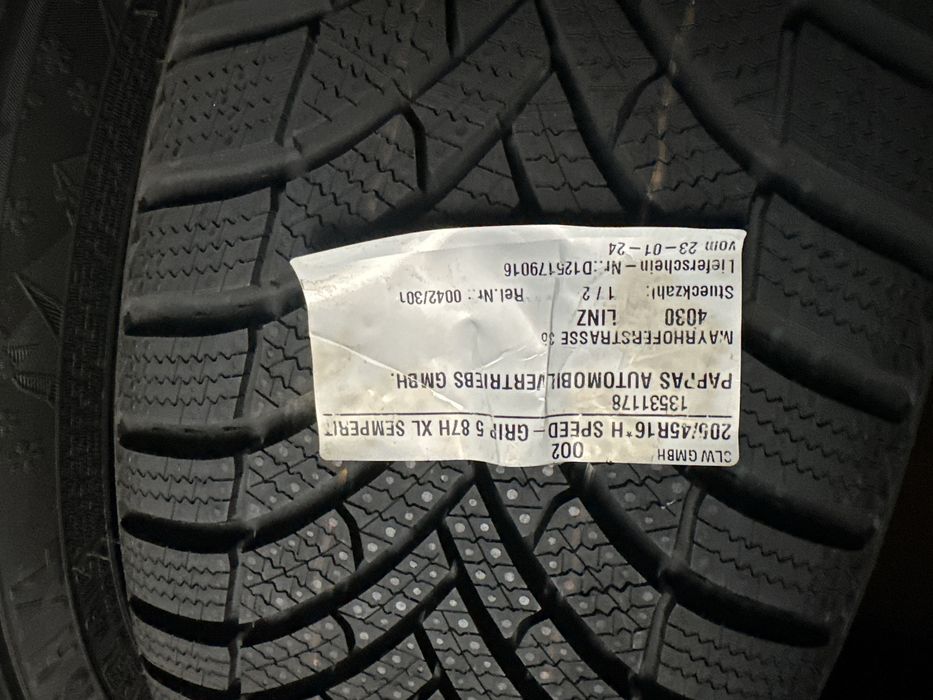 CLW GMBH 002
205/45R16*H SPEED-GRIP 5 87H XL SEMPERIT
13531178
PAPPAS AUTOMOBILVERTRIEBS GMBH.
MAYRHOFERSTRASSE 36
4030 LINZ
Stueckzahl: 1/2 Rel.Nr.: 0042/301
Lieferschein-Nr.:D125179016
vom 23-01-24